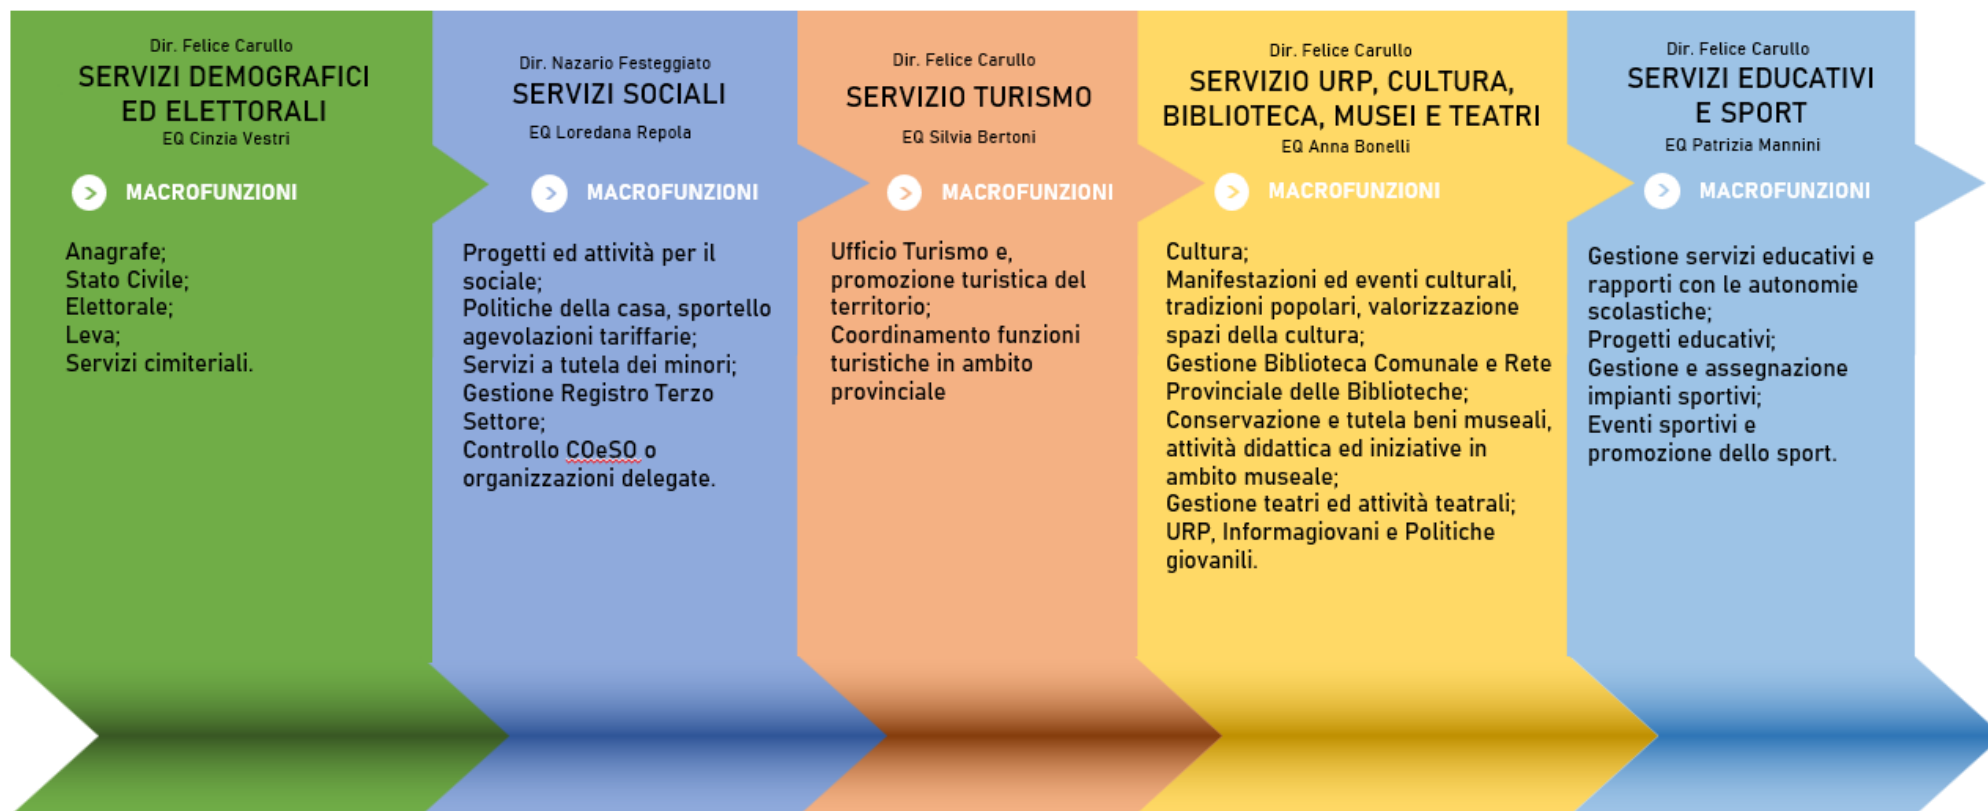 Dir. Felice Carullo
SERVIZI DEMOGRAFICI
ED ELETTORALI
EQ Cinzia Vestri
MACROFUNZIONI
Anagrafe;
Stato Civile;
Elettorale;
Leva;
Servizi cimiteriali.
Dir. Nazario Festeggiato
SERVIZI SOCIALI
EQ Loredana Repola
MACROFUNZIONI
Progetti ed attività per il
sociale;
Politiche della casa, sportello
agevolazioni tariffarie;
Servizi a tutela dei minori;
Gestione Registro Terzo
Settore;
Controllo COeSO o
organizzazioni delegate.
Dir. Felice Carullo
SERVIZIO TURISMO
EQ Silvia Bertoni
MACROFUNZIONI
Ufficio Turismo e,
promozione turistica del
territorio;
Coordinamento funzioni
turistiche in ambito
provinciale
Dir. Felice Carullo
SERVIZIO URP, CULTURA,
BIBLIOTECA, MUSEI E TEATRI
EQ Anna Bonelli
MACROFUNZIONI
Cultura;
Manifestazioni ed eventi culturali,
tradizioni popolari, valorizzazione
spazi della cultura;
Gestione Biblioteca Comunale e Rete
Provinciale delle Biblioteche;
Conservazione e tutela beni museali,
attività didattica ed iniziative in
ambito museale;
Gestione teatri ed attività teatrali;
URP, Informagiovani e Politiche
giovanili.
Dir. Felice Carullo
SERVIZI EDUCATIVI
E SPORT
EQ Patrizia Mannini
MACROFUNZIONI
Gestione servizi educativi e
rapporti con le autonomie
scolastiche;
Progetti educativi;
Gestione e assegnazione
impianti sportivi;
Eventi sportivi e
promozione dello sport.